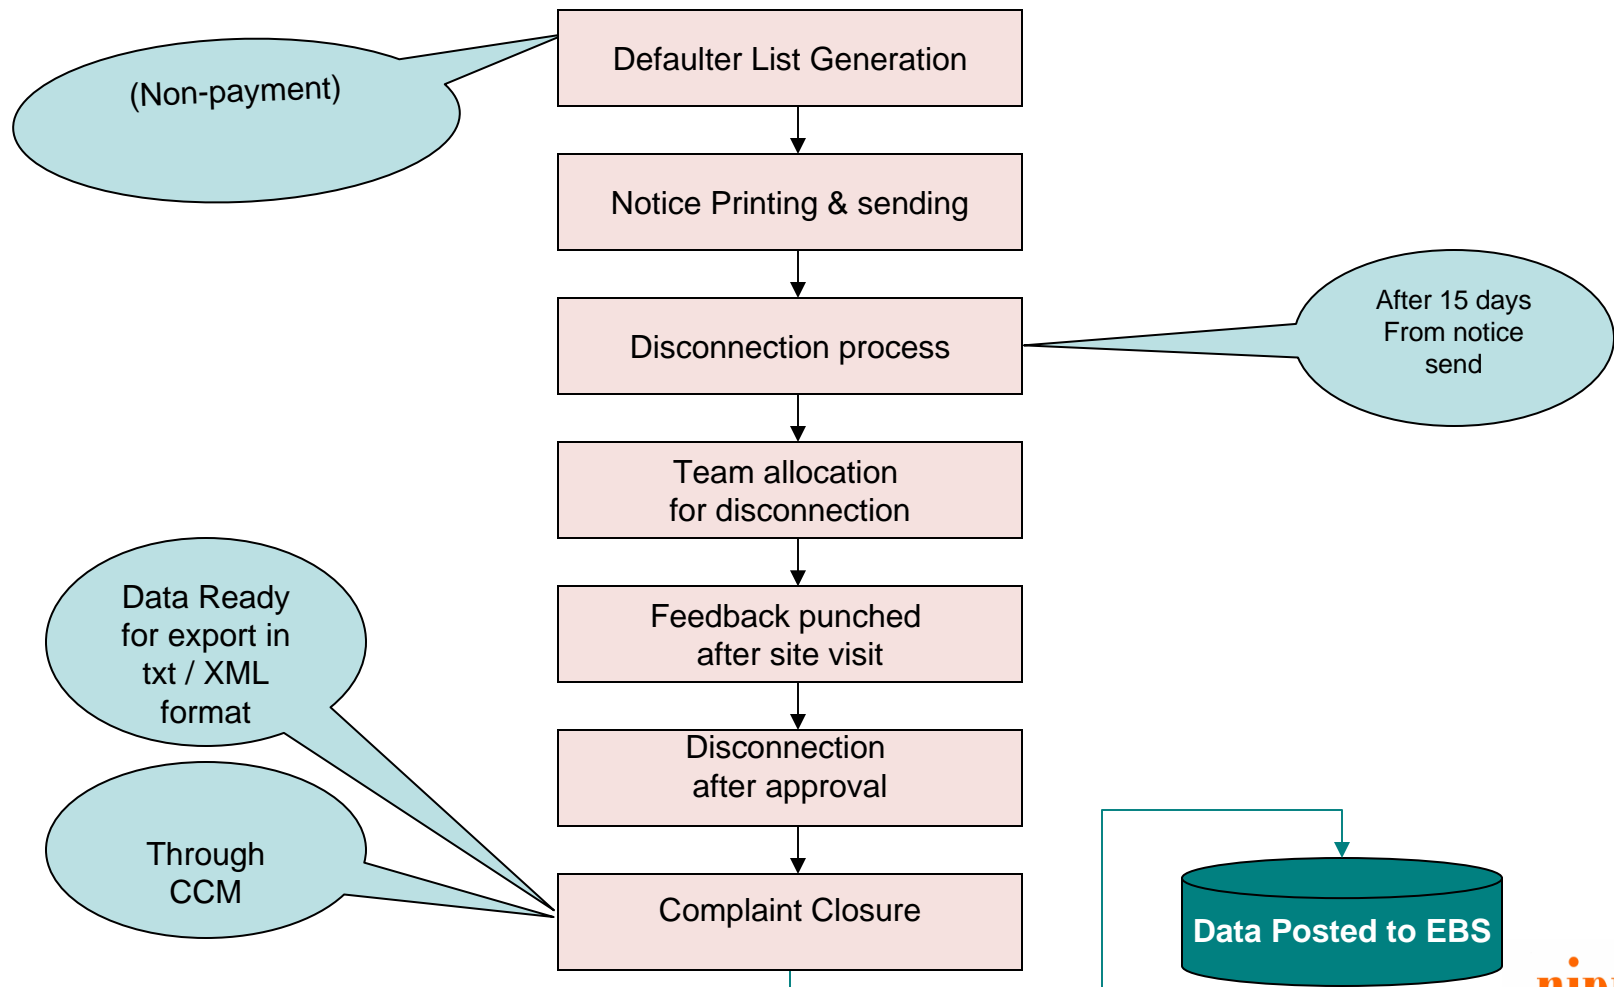 Defaulter List Generation
(Non-payment)
Notice Printing & sending
After 15 days
From notice
send
Disconnection process
Team allocation
for disconnection
Data Ready
for export in
txt / XML
format
Feedback punched
after site visit
Disconnection
after approval
Through
CCM
Complaint Closure
Data Posted to EBS